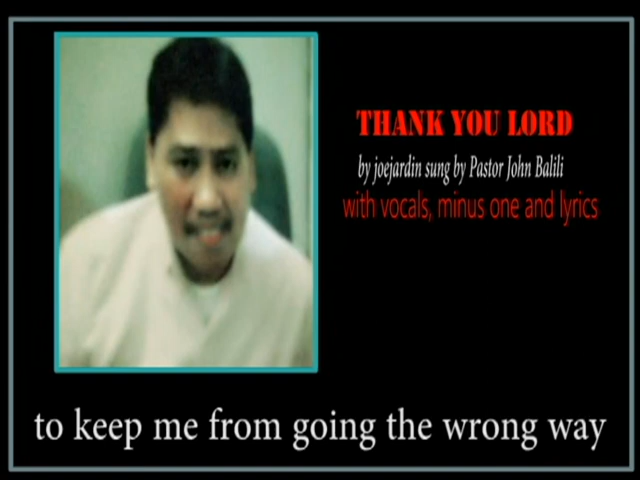 THANK YOU LORD
by joejardin sung by Pastor John Balili
with vocals, minus one and lyrics
to keep me from going the wrong way